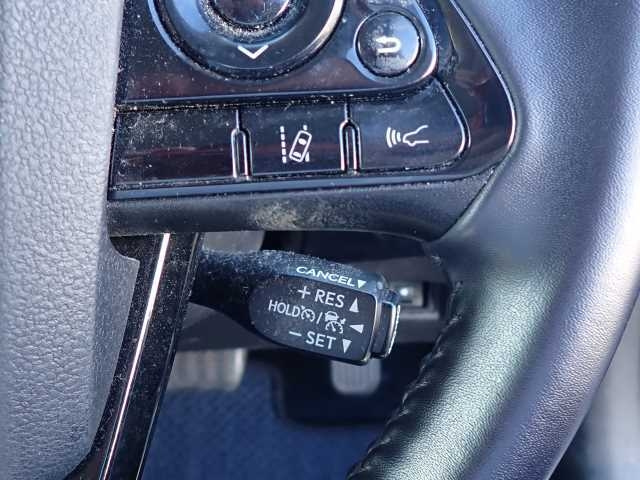 CANCEL▼
+ RES ▲
HOLD
− SET ▼